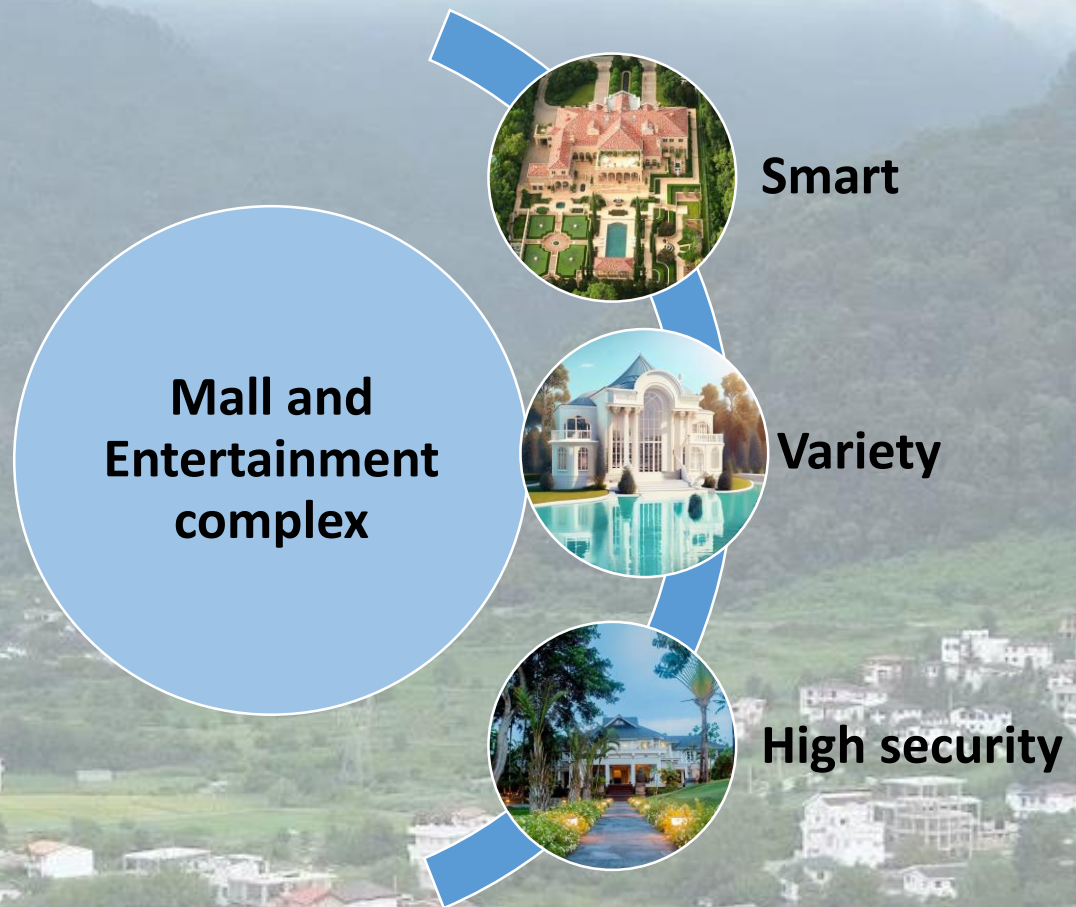 Mall and
Entertainment
complex
Smart
Variety
High security